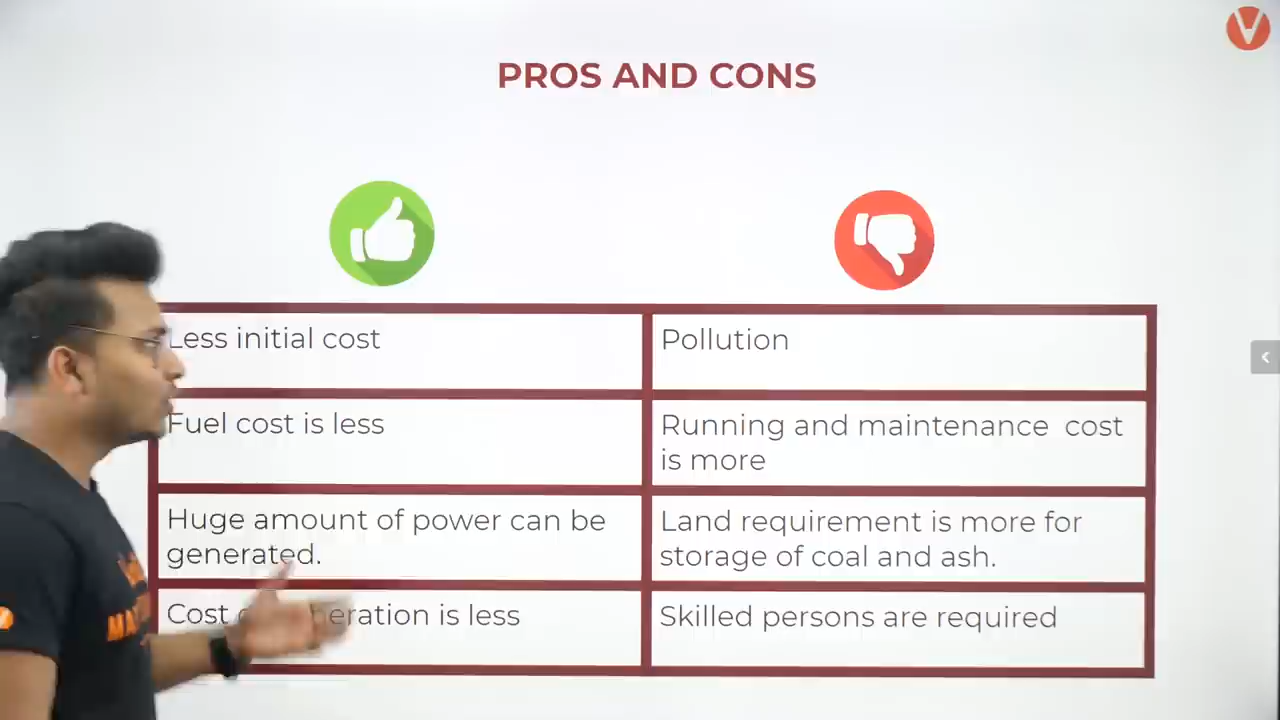 PROS AND CONS
Less initial cost
Pollution
Fuel cost is less
Running and maintenance cost
is more
Huge amount of power can be
generated.
Land requirement is more for
storage of coal and ash.
Cost eration is less
Skilled persons are required